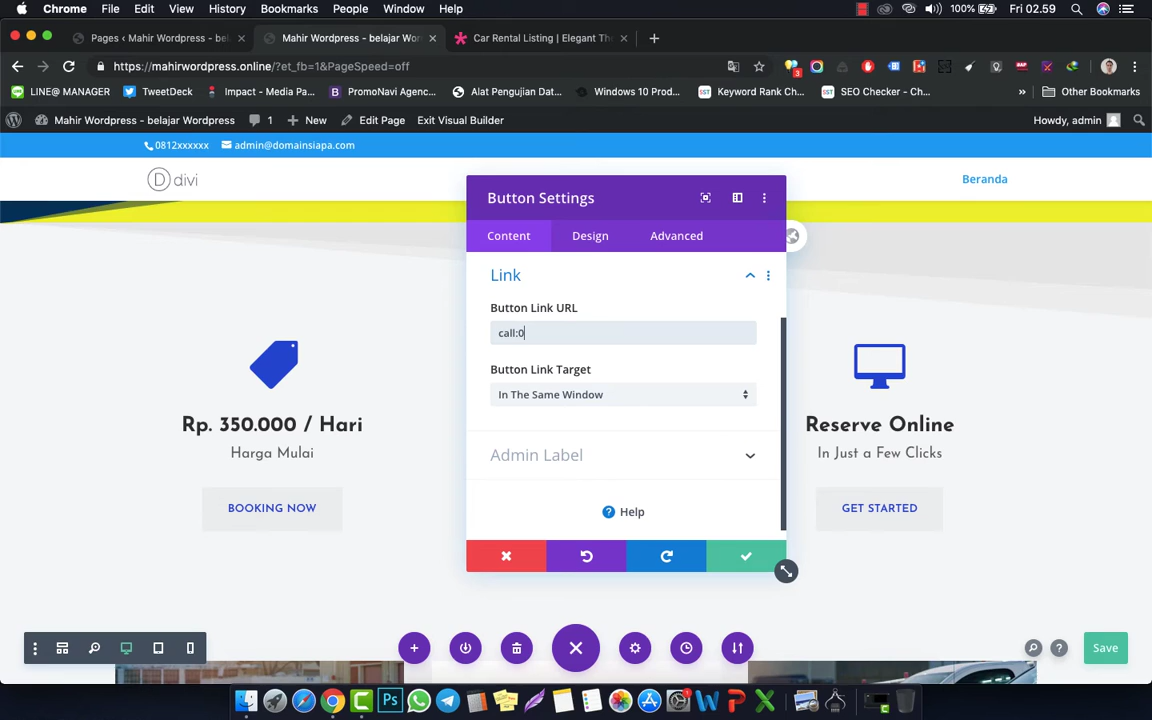 Chrome File Edit View History Bookmarks People Window Help 100% Fri 02.59
Pages ‹ Mahir Wordpress - bel Mahir Wordpress - belajar Wor Car Rental Listing | Elegant Th
https://mahirwordpress.online/?et_fb=1&PageSpeed=off
LINE@ MANAGER TweetDeck Impact - Media Pa... PromoNavi Agenc... Alat Pengujian Dat... Windows 10 Prod... Keyword Rank Ch... SEO Checker - Ch... » Other Bookmarks
Mahir Wordpress - belajar Wordpress 1 New Edit Page Exit Visual Builder Howdy, admin
0812xxxxxx admin@domainsiapa.com
D divi Beranda
Button Settings
Content Design Advanced
Link
Button Link URL
call:0
Button Link Target
In The Same Window
Admin Label
Help
Rp. 350.000 / Hari
Harga Mulai
BOOKING NOW
Reserve Online
In Just a Few Clicks
GET STARTED
Save